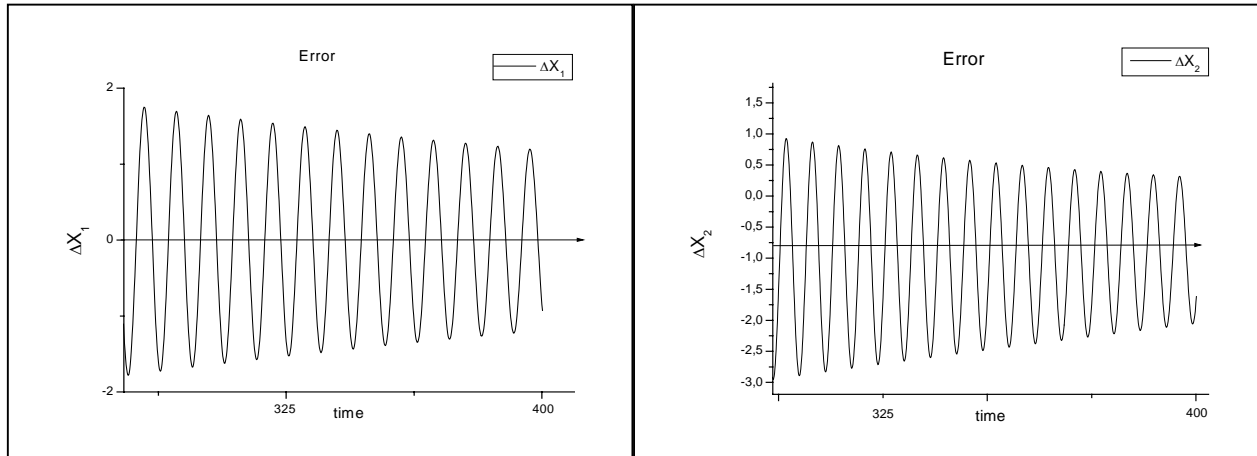 Error
ΔX₁
2
0
-2
ΔX₁
325
400
time
Error
ΔX₂
1,5
1,0
0,5
0,0
-0,5
-1,0
-1,5
-2,0
-2,5
-3,0
ΔX₂
325
400
time